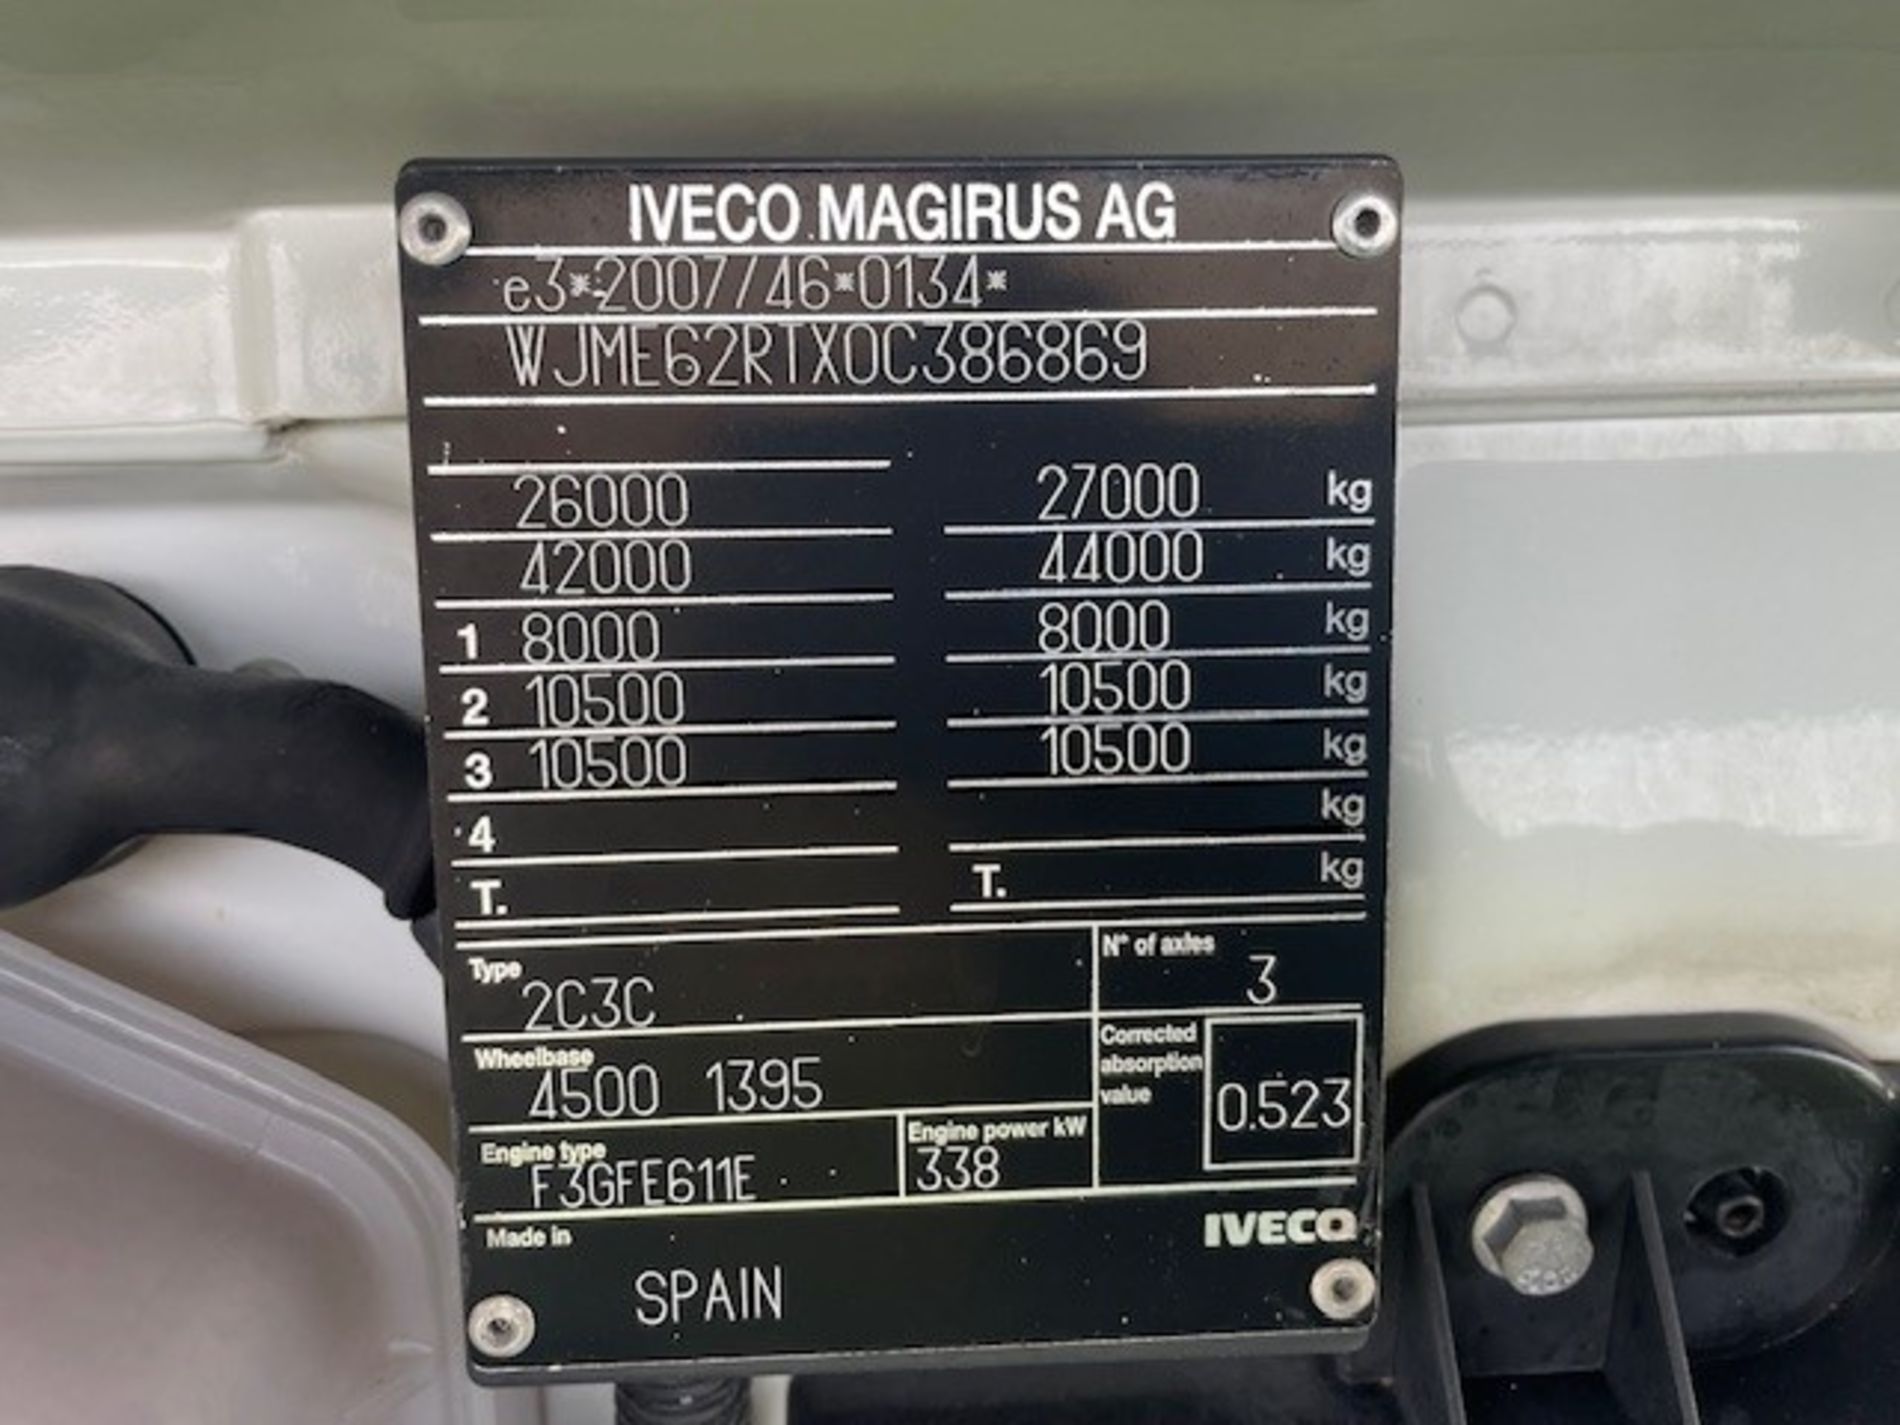 IVECO MAGIRUS AG
e3*2007/46*0134*
WJME62RTX0C386869
26000 27000 kg
42000 44000 kg
1 8000 8000 kg
2 10500 10500 kg
3 10500 10500 kg
4 kg
T. T. kg
Type 2C3C
N° of axles 3
Wheelbase 4500 1395
Corrected absorption value 0.523
Engine type F3GFE611E
Engine power kW 338
Made in SPAIN
IVECO